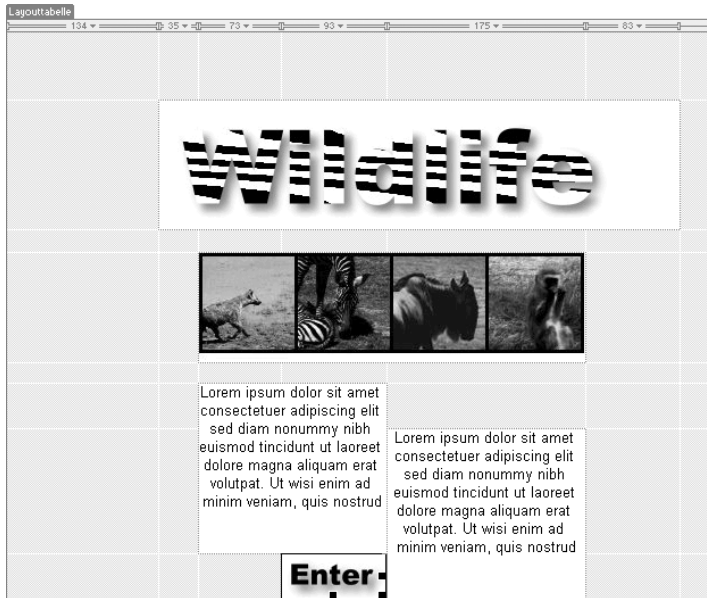 Layouttabelle
134 35 73 93 175 83
Wildlife
Lorem ipsum dolor sit amet
consectetuer adipiscing elit
sed diam nonummy nibh
euismod tincidunt ut laoreet
dolore magna aliquam erat
volutpat. Ut wisi enim ad
minim veniam, quis nostrud
Lorem ipsum dolor sit amet
consectetuer adipiscing elit
sed diam nonummy nibh
euismod tincidunt ut laoreet
dolore magna aliquam erat
volutpat. Ut wisi enim ad
minim veniam, quis nostrud
Enter